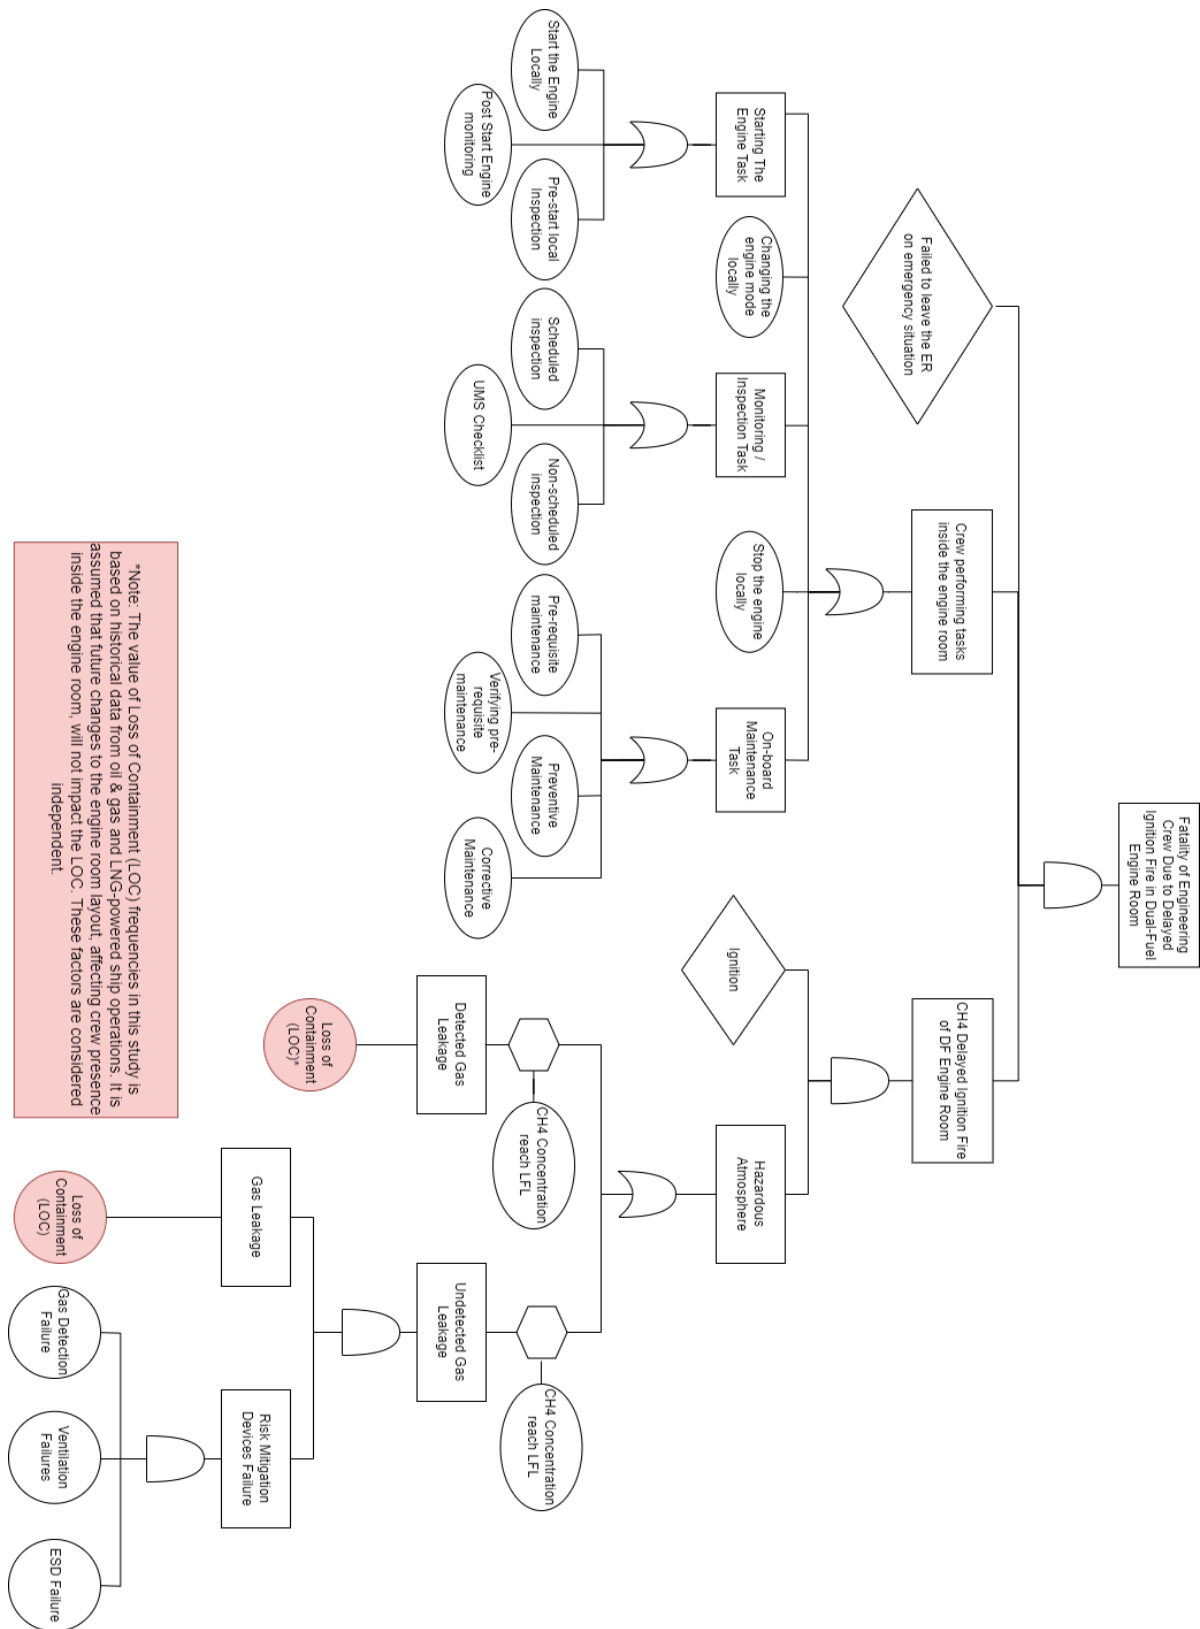 Fatality of Engineering
Crew Due to Delayed
Ignition Fire in Dual-Fuel
Engine Room
Failed to leave the ER
on emergency situation
Crew performing tasks
inside the engine room
CH4 Delayed Ignition Fire
of DF Engine Room
Starting The
Engine Task
Changing the
engine mode
locally
Monitoring /
Inspection Task
Stop the engine
locally
On-board
Maintenance
Task
Ignition
Hazardous
Atmosphere
Start the Engine
Locally
Post Start Engine
monitoring
Pre-start local
Inspection
Scheduled
inspection
UMS Checklist
Non-scheduled
inspection
Pre-requisite
maintenance
Verifying pre-
requisite
maintenance
Preventive
Maintenance
Corrective
Maintenance
CH4 Concentration
reach LFL
CH4 Concentration
reach LFL
Detected Gas
Leakage
Undetected Gas
Leakage
Loss of
Containment
(LOC)*
Gas Leakage
Risk Mitigation
Devices Failure
Loss of
Containment
(LOC)
Gas Detection
Failure
Ventilation
Failures
ESD Failure
*Note: The value of Loss of Containment (LOC) frequencies in this study is
based on historical data from oil & gas and LNG-powered ship operations. It is
assumed that future changes to the engine room layout, affecting crew presence
inside the engine room, will not impact the LOC. These factors are considered
independent.